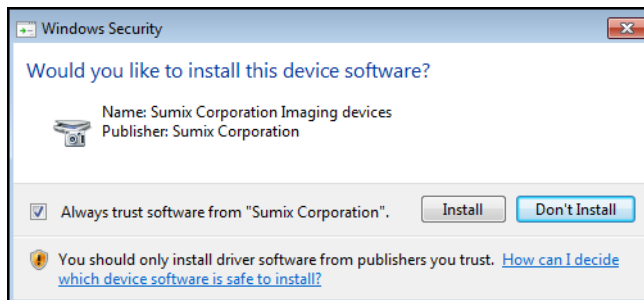 Windows Security
Would you like to install this device software?
Name: Sumix Corporation Imaging devices
Publisher: Sumix Corporation
Always trust software from "Sumix Corporation".
Install
Don't Install
You should only install driver software from publishers you trust. How can I decide
which device software is safe to install?